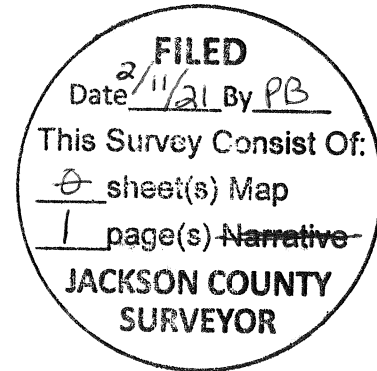 FILED
Date 2/11/21 By PB
This Survey Consist Of:
0 sheet(s) Map
1 page(s) Narrative
JACKSON COUNTY
SURVEYOR